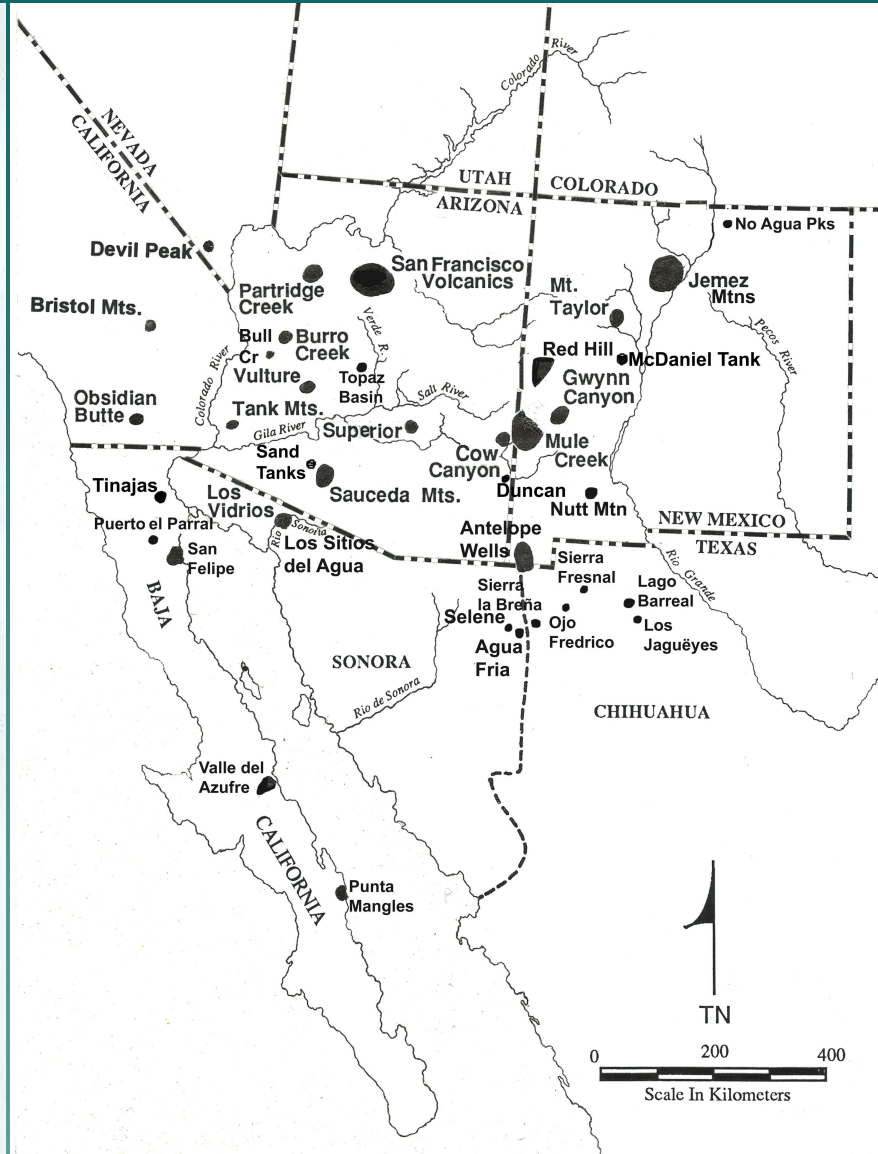 Colorado River
NEVADA
CALIFORNIA
UTAH
COLORADO
ARIZONA
No Agua Pks
Devil Peak
San Francisco
Volcanics
Partridge
Creek
Mt.
Taylor
Jemez
Mtns
Bristol Mts.
Verde R.
Pecos River
Bull
Cr
Burro
Creek
Red Hill
McDaniel Tank
Colorado River
Vulture
Topaz
Basin
Gwynn
Canyon
Obsidian
Butte
Tank Mts.
Salt River
Gila River
Superior
Cow
Canyon
Mule
Creek
Sand
Tanks
Tinajas
Los
Vidrios
Sauceda Mts.
Duncan
Nutt Mtn
Puerto el Parral
Rio Sonoita
NEW MEXICO
TEXAS
San
Felipe
Los Sitios
del Agua
Antelope
Wells
Sierra
Fresnal
Rio Grande
BAJA
Sierra
la Breña
Lago
Barreal
Selene
Ojo
Fredrico
Los
Jagüëyes
Agua
Fria
SONORA
Rio de Sonora
CHIHUAHUA
Valle del
Azufre
CALIFORNIA
Punta
Mangles
TN
0 200 400
Scale In Kilometers